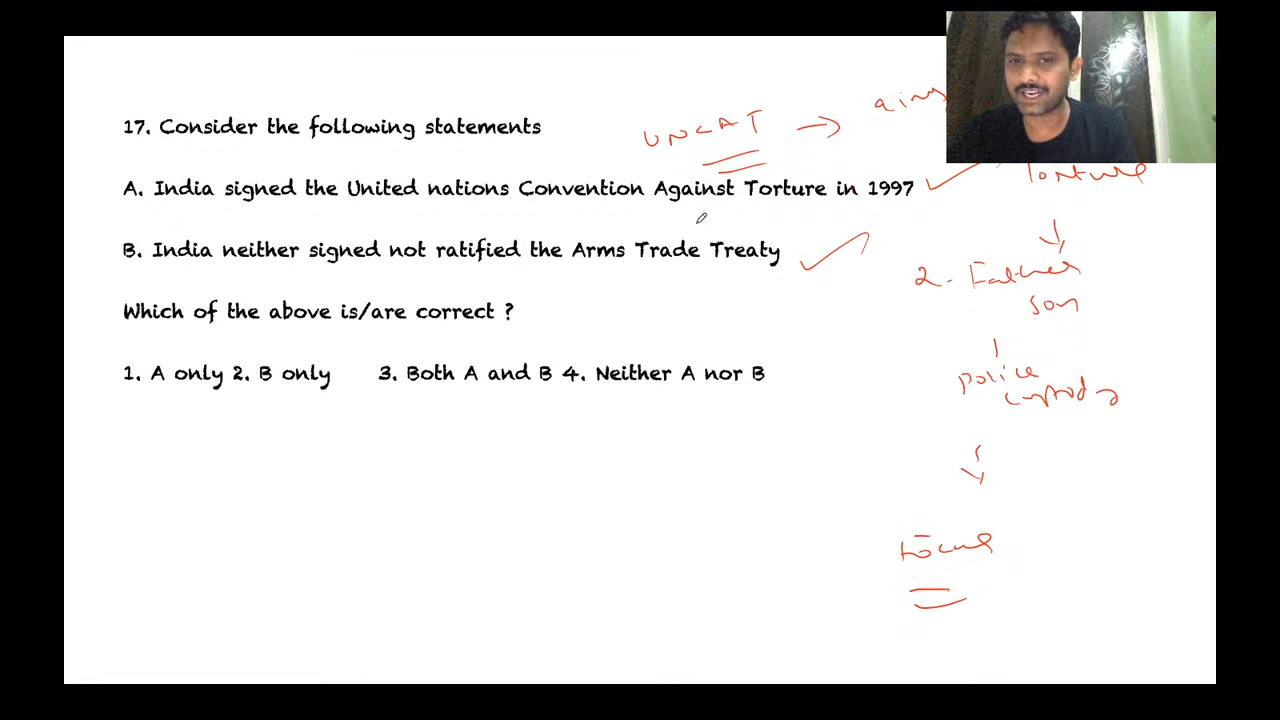 17. Consider the following statements
UNCAT → aims
A. India signed the United nations Convention Against Torture in 1997
Torture
B. India neither signed not ratified the Arms Trade Treaty
2. Father
son
Which of the above is/are correct ?
1. A only 2. B only 3. Both A and B 4. Neither A nor B
police
custody